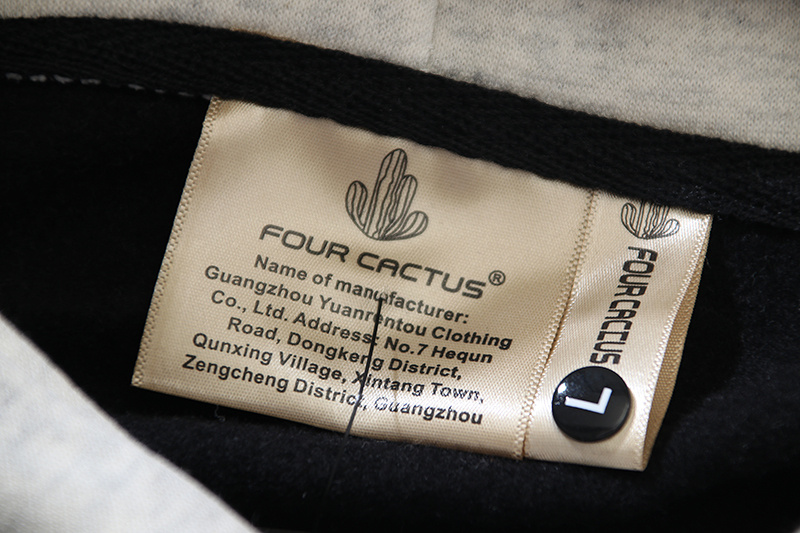 FOUR CACTUS®
Name of manufacturer:
Guangzhou Yuanrentou Clothing
Co., Ltd. Address: No.7 Hequn
Road, Dongkeng District,
Qunxing Village, Xintang Town,
Zengcheng District, Guangzhou
FOUR CACTUS
L